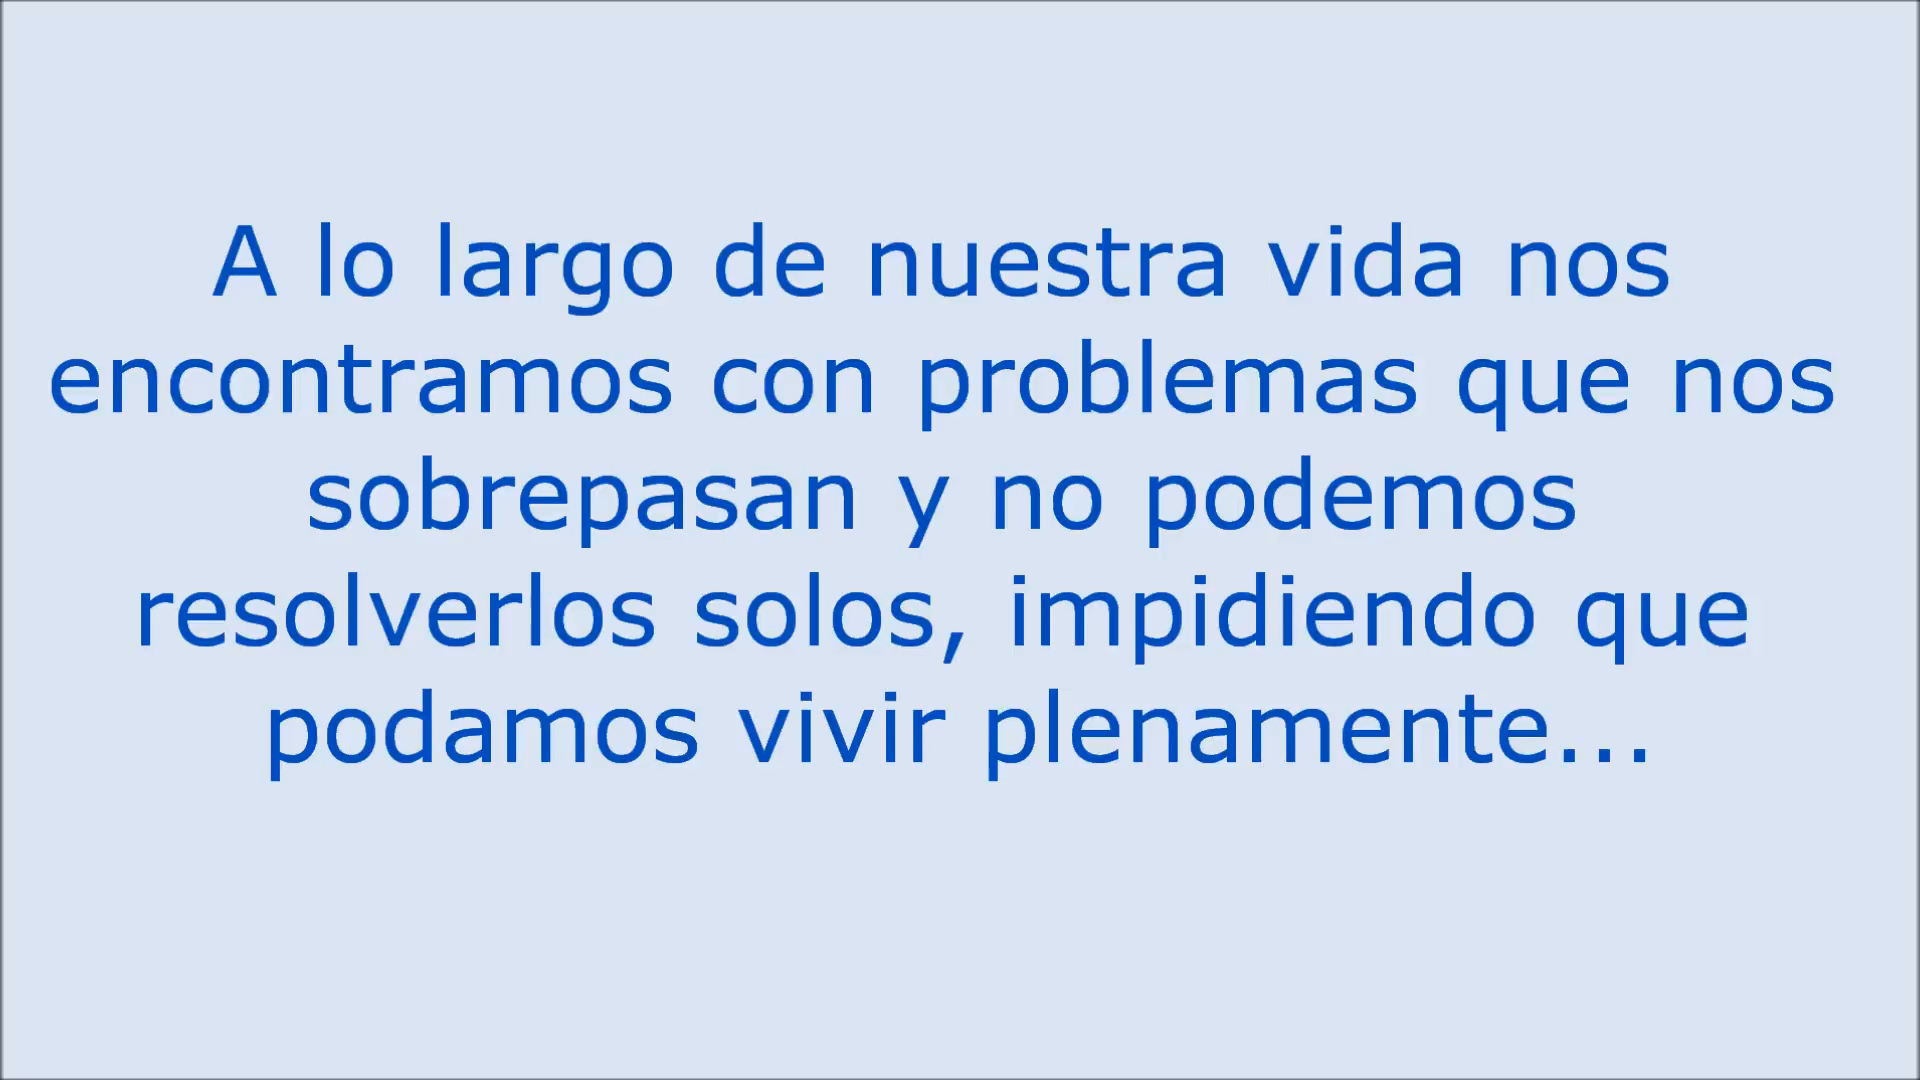 A lo largo de nuestra vida nos
encontramos con problemas que nos
sobrepasan y no podemos
resolverlos solos, impidiendo que
podamos vivir plenamente...